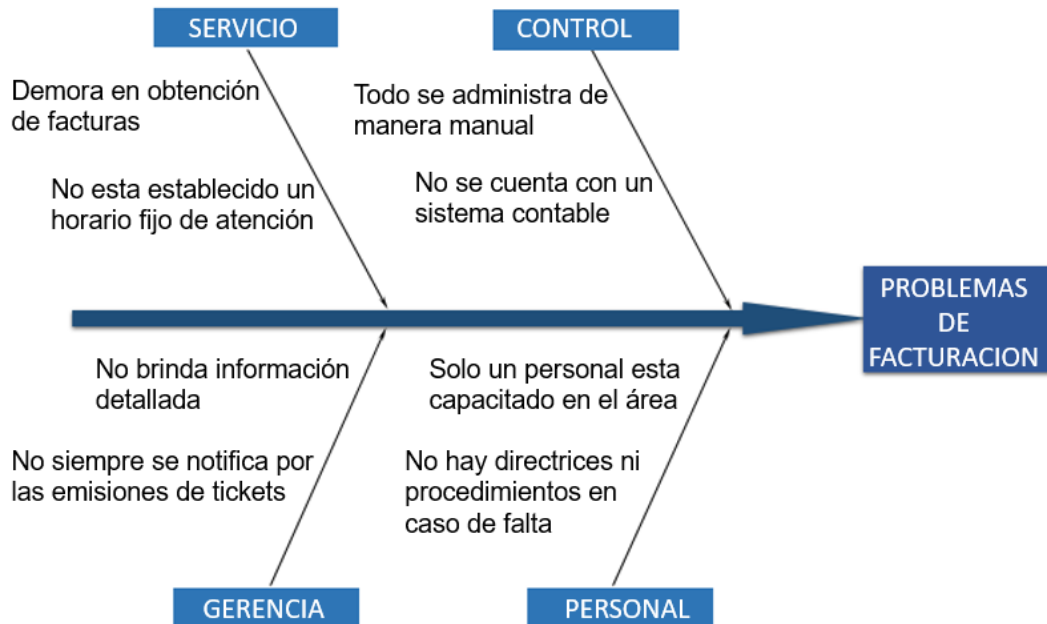 SERVICIO
CONTROL
Demora en obtención
de facturas
Todo se administra de
manera manual
No esta establecido un
horario fijo de atención
No se cuenta con un
sistema contable
PROBLEMAS
DE
FACTURACION
No brinda información
detallada
Solo un personal esta
capacitado en el área
No siempre se notifica por
las emisiones de tickets
No hay directrices ni
procedimientos en
caso de falta
GERENCIA
PERSONAL